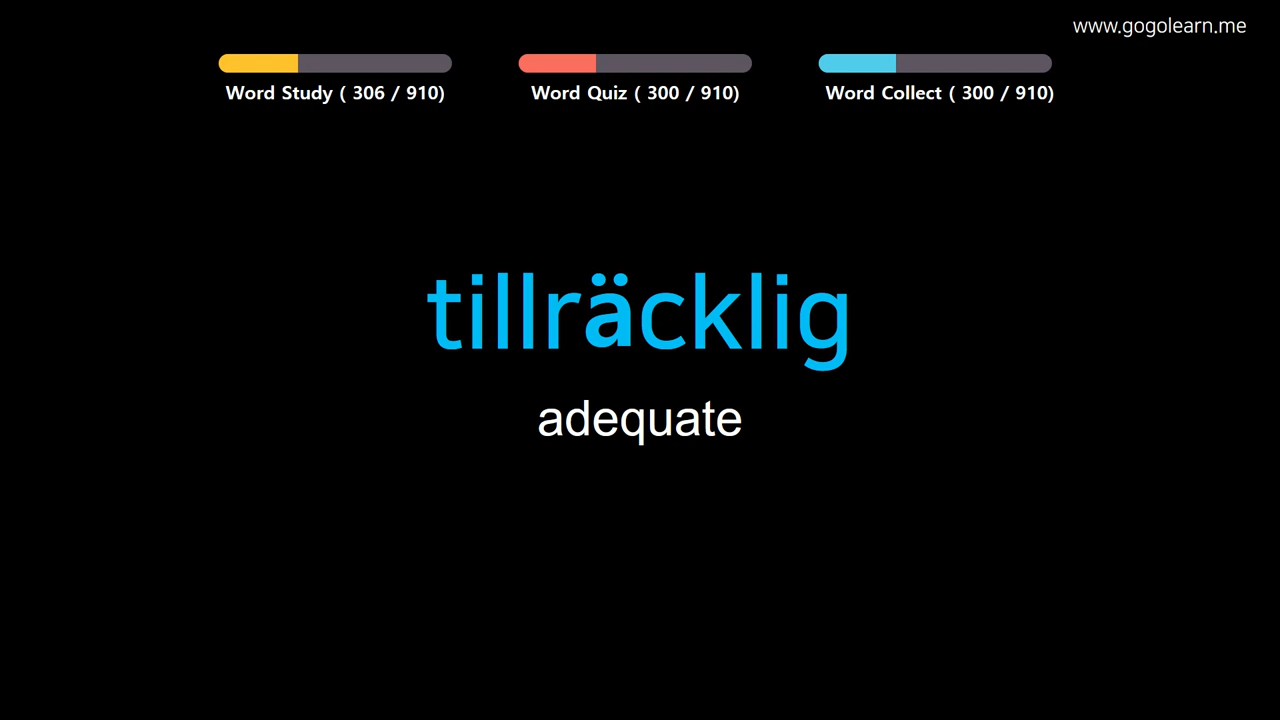 www.gogolearn.me
Word Study ( 306 / 910)
Word Quiz ( 300 / 910)
Word Collect ( 300 / 910)
tillräcklig
adequate